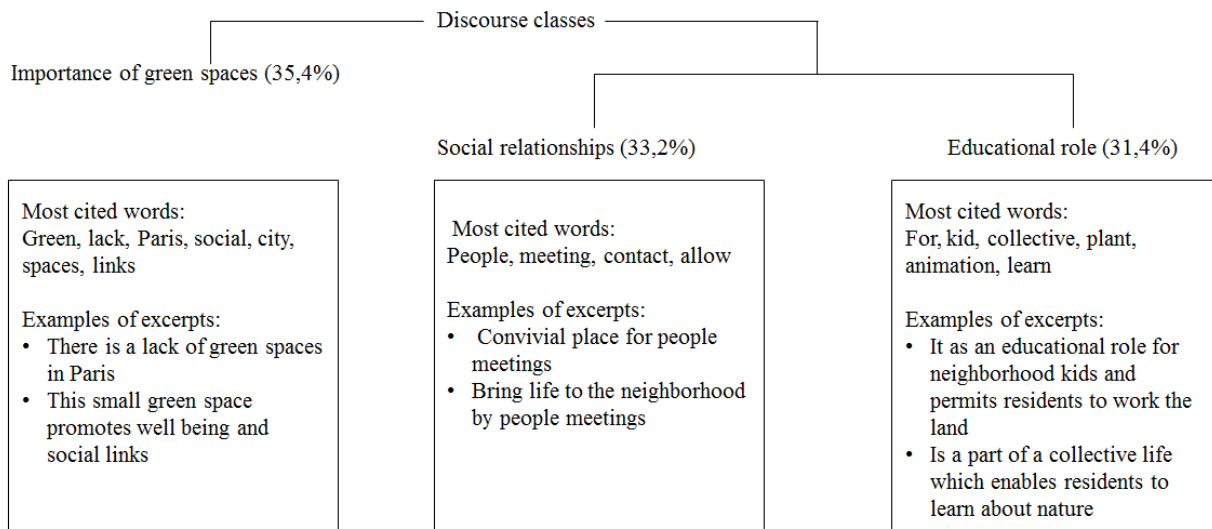 Discourse classes
Importance of green spaces (35,4%)
Social relationships (33,2%)
Educational role (31,4%)
Most cited words:
Green, lack, Paris, social, city,
spaces, links
Examples of excerpts:
• There is a lack of green spaces
in Paris
• This small green space
promotes well being and
social links
Most cited words:
People, meeting, contact, allow
Examples of excerpts:
• Convivial place for people
meetings
• Bring life to the neighborhood
by people meetings
Most cited words:
For, kid, collective, plant,
animation, learn
Examples of excerpts:
• It as an educational role for
neighborhood kids and
permits residents to work the
land
• Is a part of a collective life
which enables residents to
learn about nature